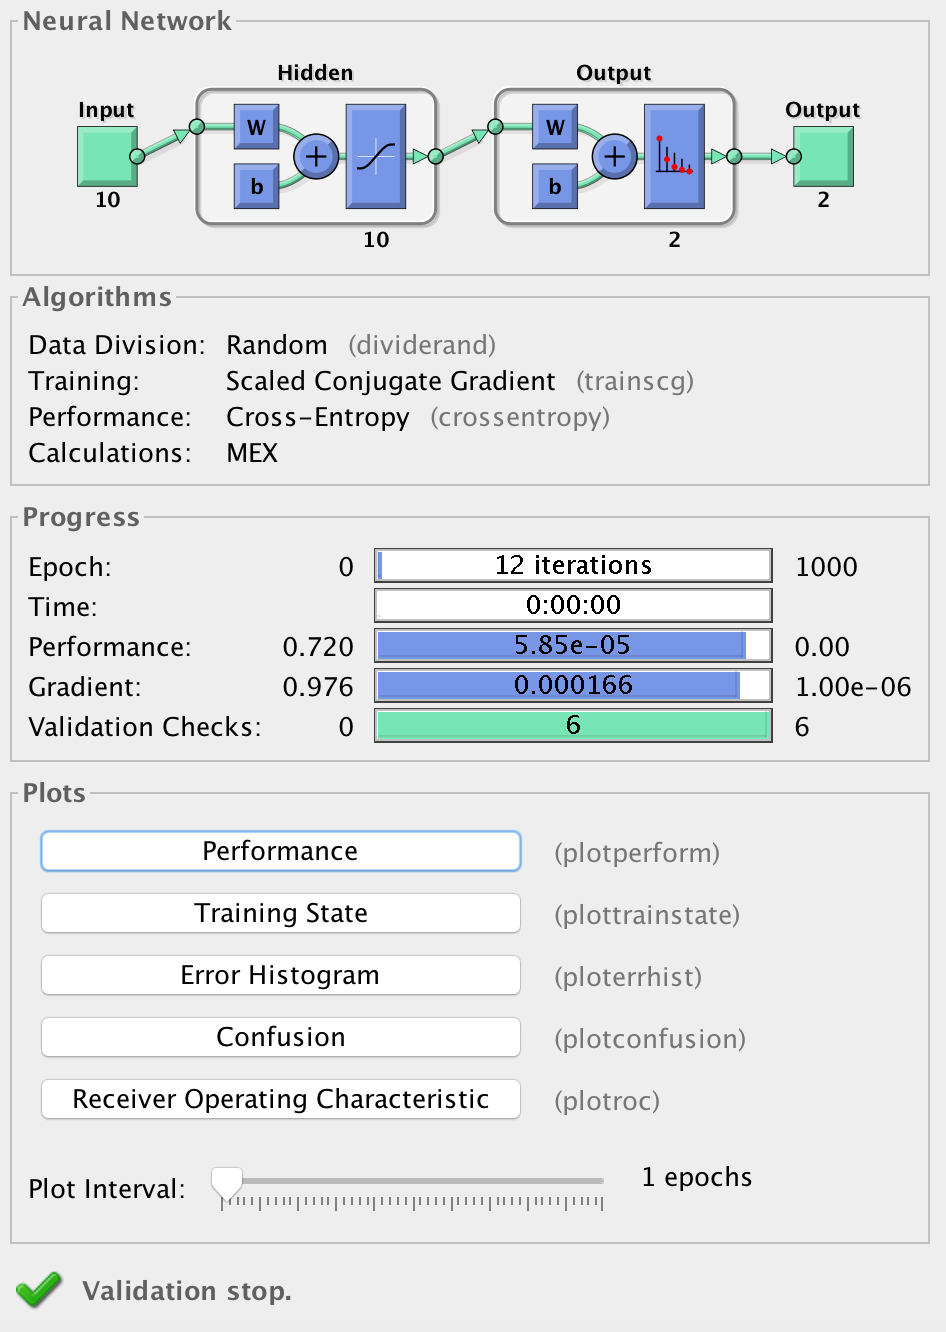 Neural Network
Hidden
Output
Input
Output
W
W
b
b
10
2
10
2
Algorithms
Data Division: Random (dividerand)
Training: Scaled Conjugate Gradient (trainscg)
Performance: Cross-Entropy (crossentropy)
Calculations: MEX
Progress
Epoch: 0 12 iterations 1000
Time: 0:00:00
Performance: 0.720 5.85e-05 0.00
Gradient: 0.976 0.000166 1.00e-06
Validation Checks: 0 6 6
Plots
Performance (plotperform)
Training State (plottrainstate)
Error Histogram (ploterrhist)
Confusion (plotconfusion)
Receiver Operating Characteristic (plotroc)
Plot Interval: 1 epochs
Validation stop.